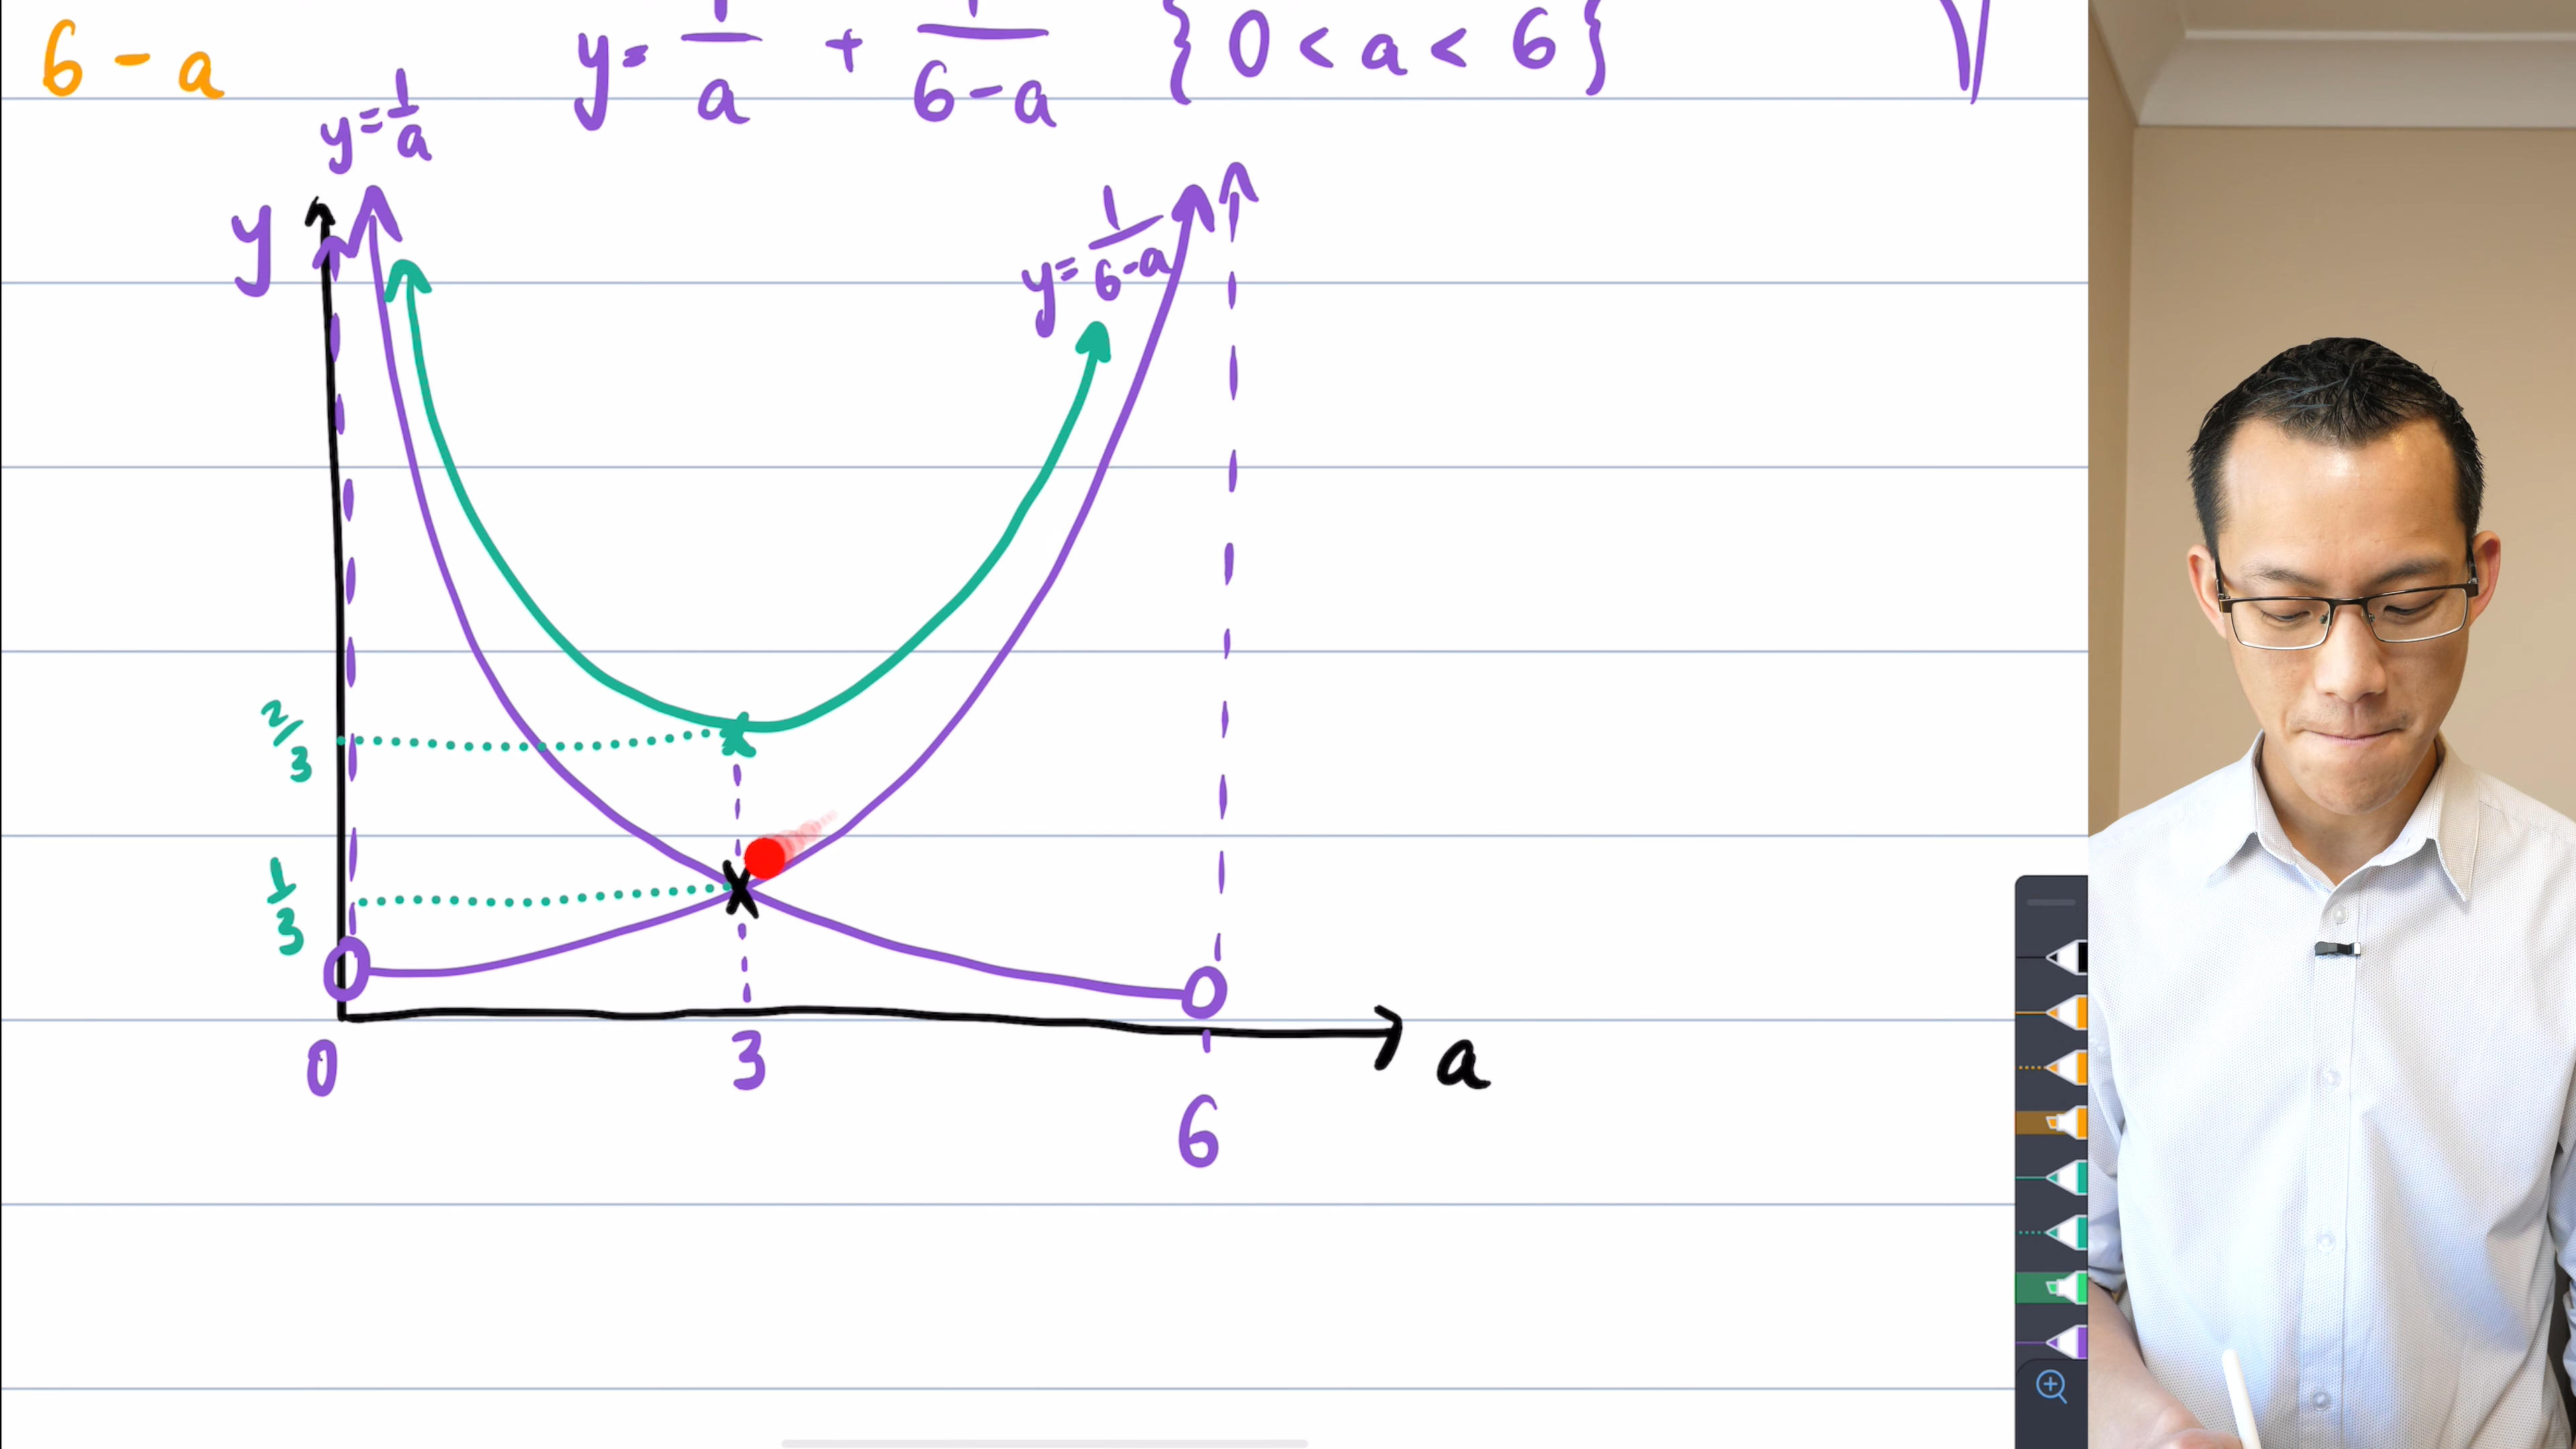 6 - a
y = 1/a + 1/(6-a) {0 < a < 6}
y = 1/a
y
y = 1/(6-a)
2/3
1/3
0
3
6
a